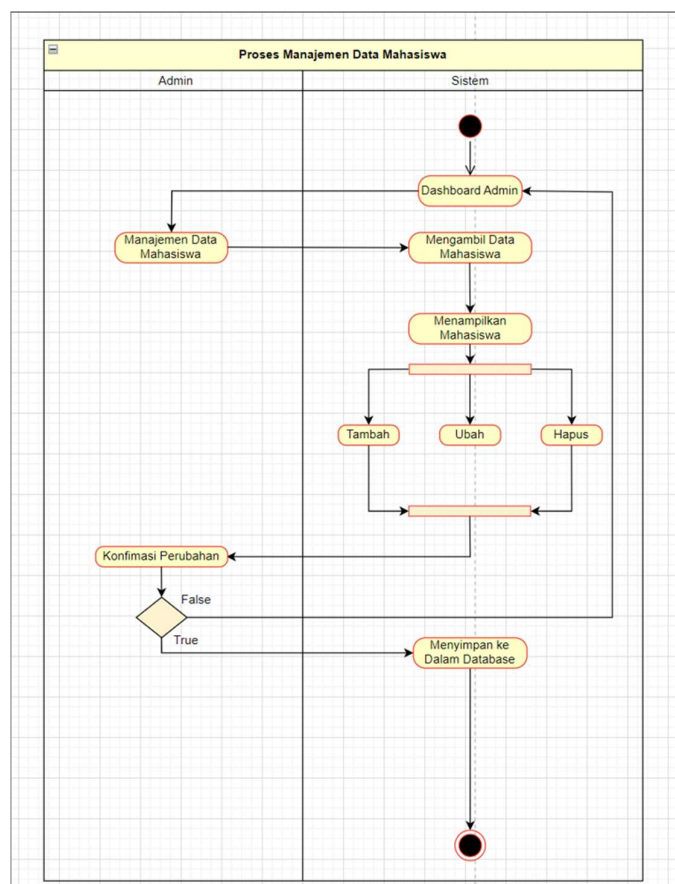 Proses Manajemen Data Mahasiswa
Admin
Sistem
Dashboard Admin
Manajemen Data
Mahasiswa
Mengambil Data
Mahasiswa
Menampilkan
Mahasiswa
Tambah
Ubah
Hapus
Konfimasi Perubahan
False
True
Menyimpan ke
Dalam Database